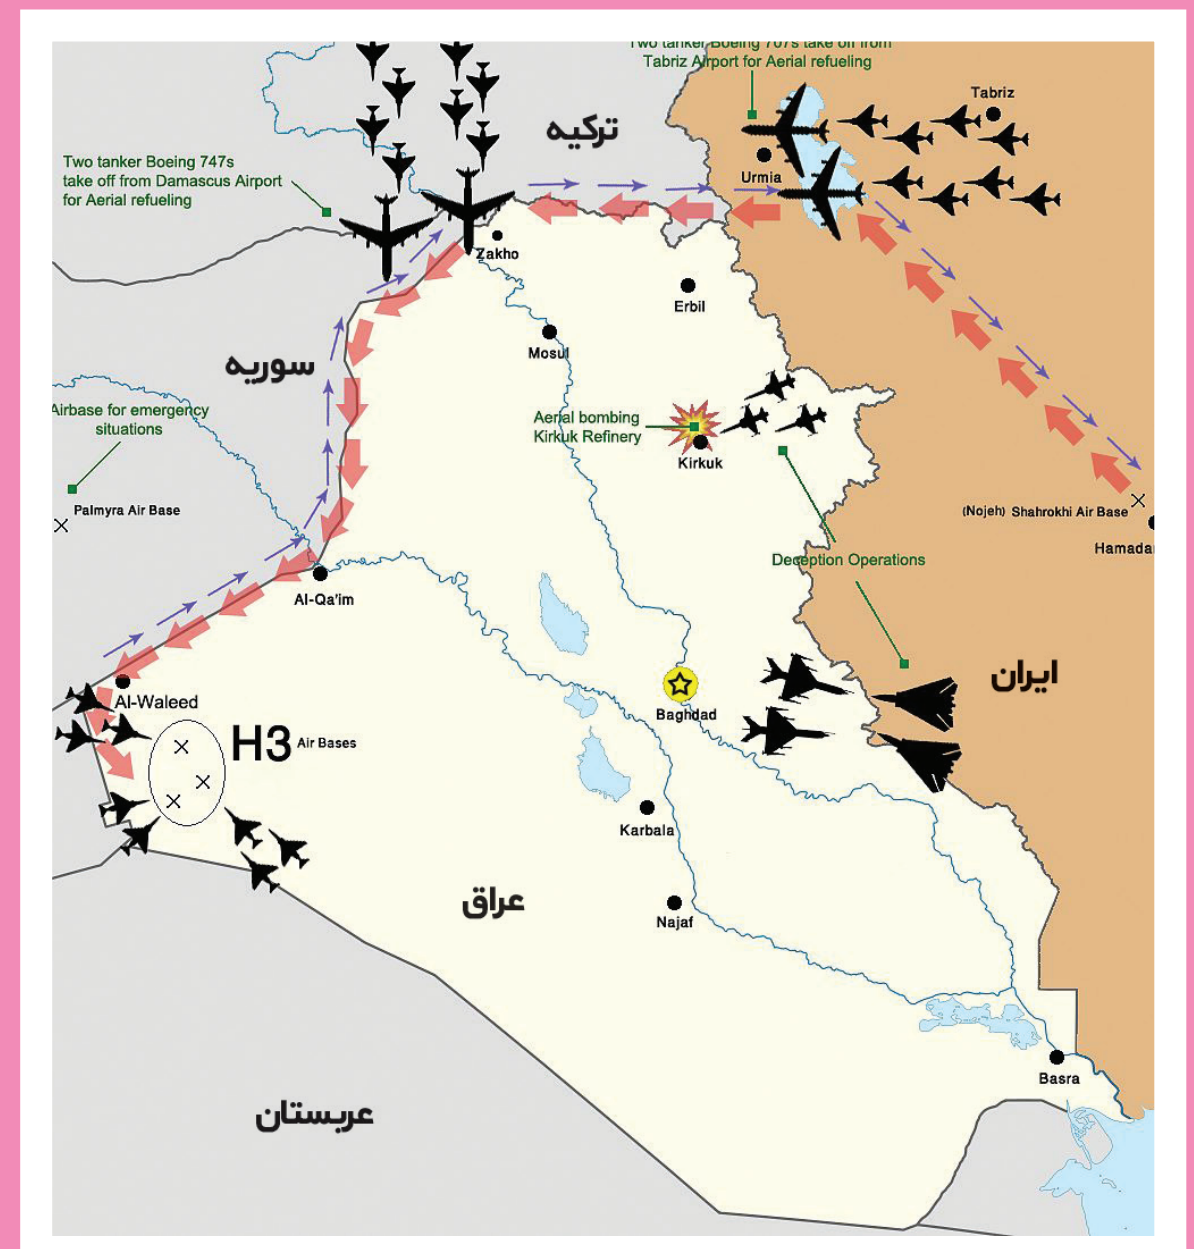 Two tanker Boeing 707s take off from
Tabriz Airport for Aerial refueling
Tabriz
ترکیه
Two tanker Boeing 747s
take off from Damascus Airport
for Aerial refueling
Urmia
Zakho
Erbil
Mosul
سوریه
Airbase for emergency
situations
Aerial bombing
Kirkuk Refinery
Kirkuk
Palmyra Air Base
(Nojeh) Shahrokhi Air Base
Hamada
Deception Operations
Al-Qa'im
ایران
Al-Waleed
Baghdad
H3 Air Bases
Karbala
عراق
Najaf
Basra
عربستان